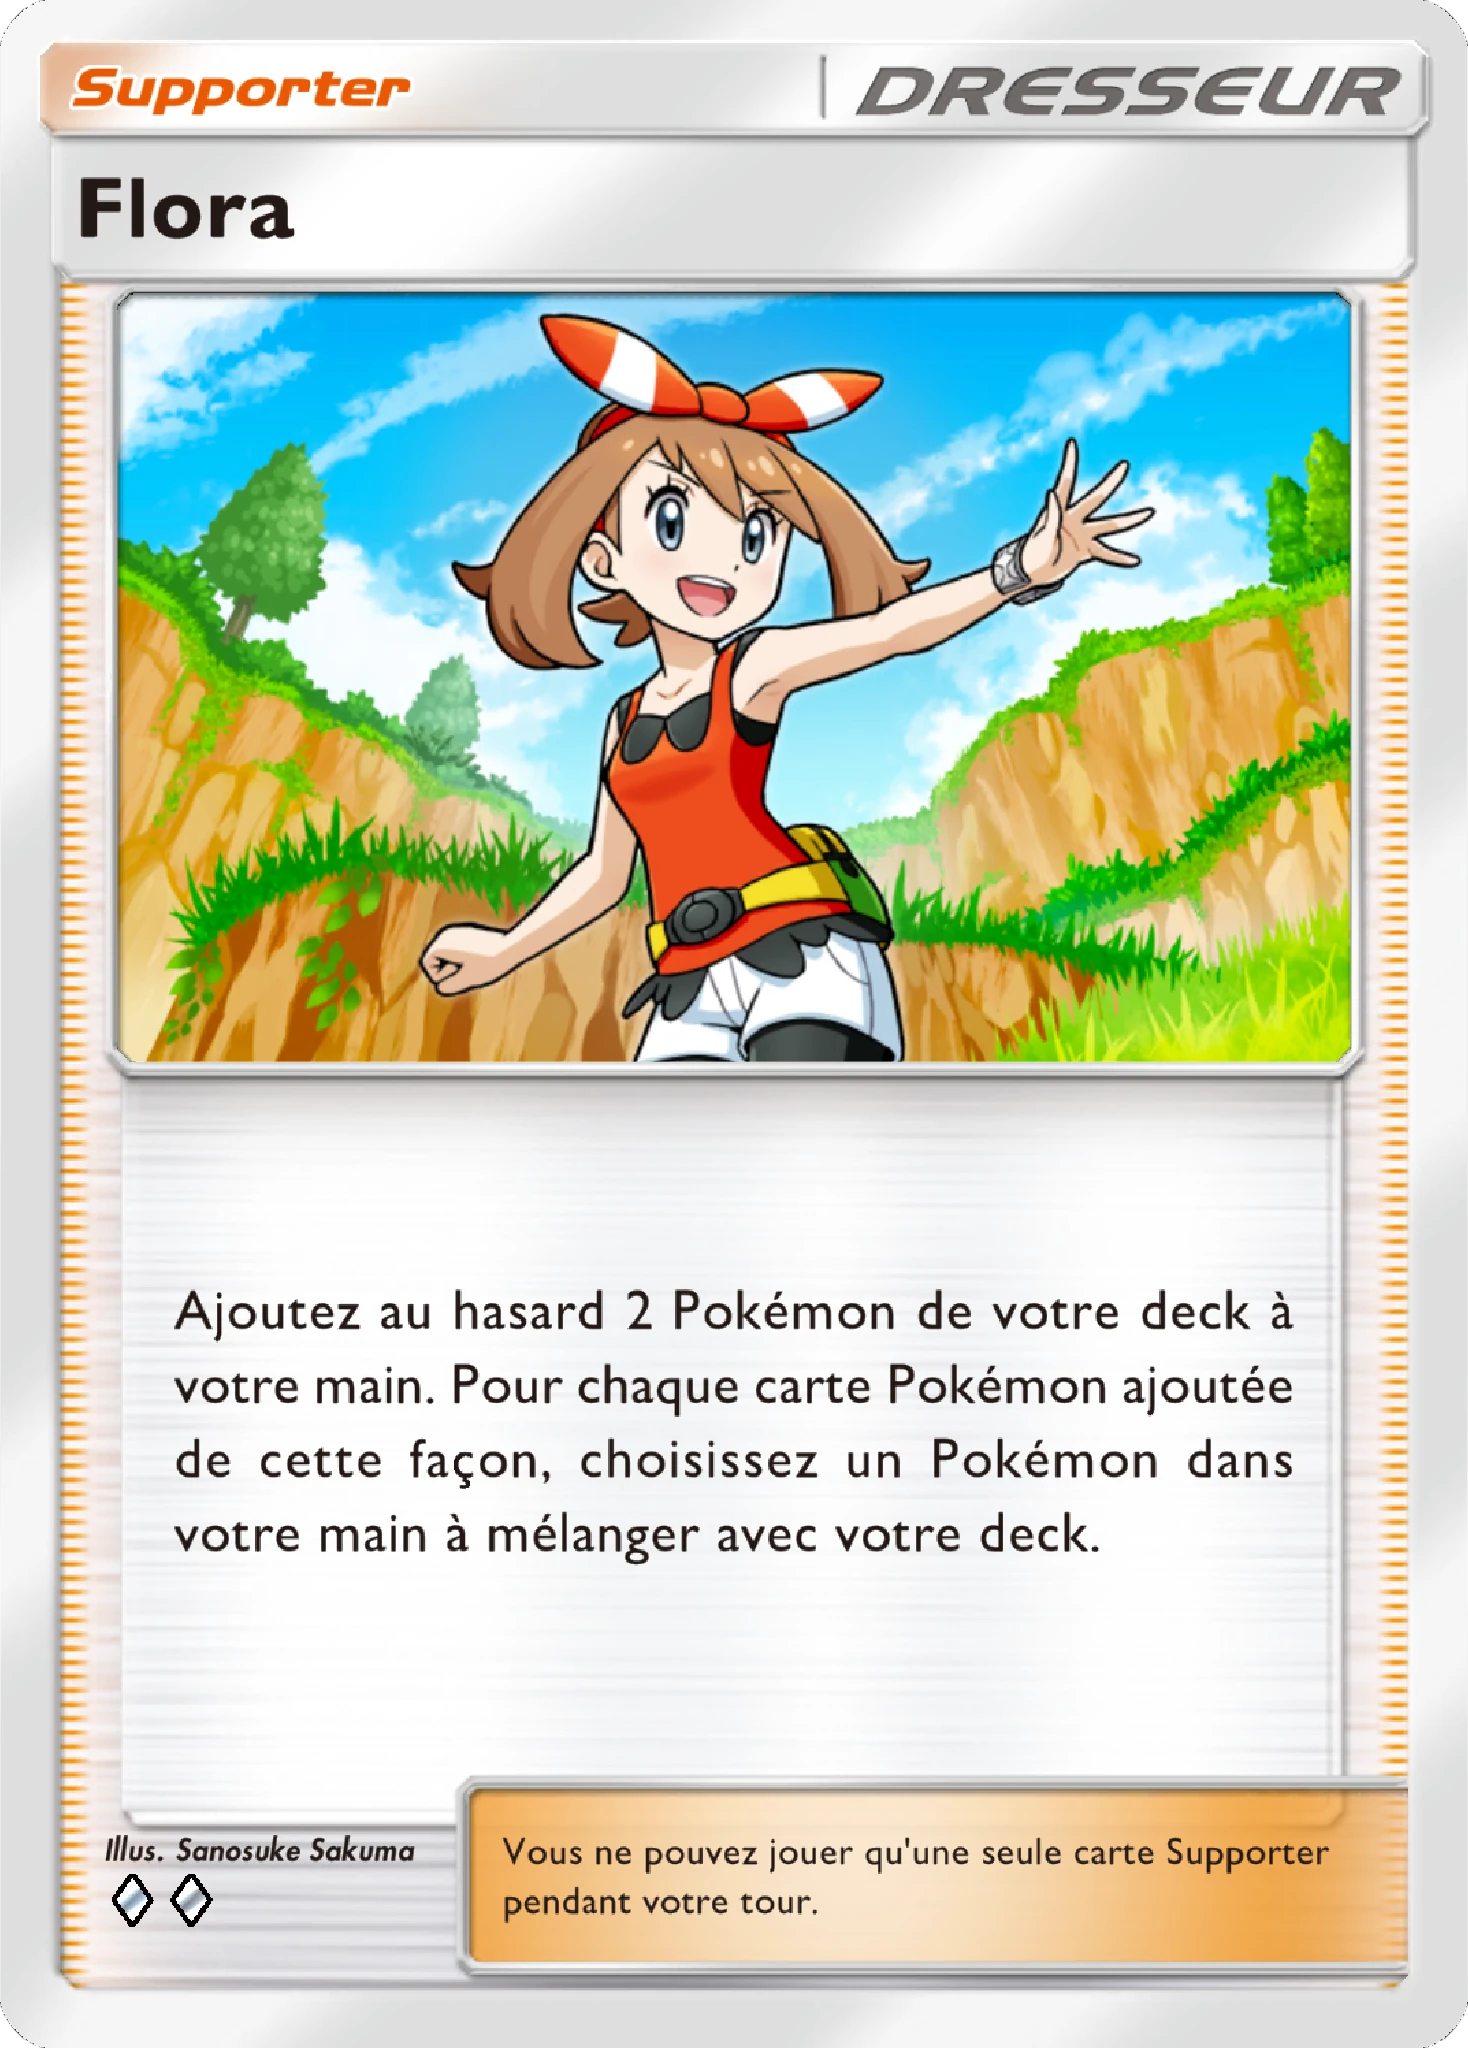 Supporter
DRESSEUR
Flora
Ajoutez au hasard 2 Pokémon de votre deck à
votre main. Pour chaque carte Pokémon ajoutée
de cette façon, choisissez un Pokémon dans
votre main à mélanger avec votre deck.
Illus. Sanosuke Sakuma
Vous ne pouvez jouer qu'une seule carte Supporter
pendant votre tour.